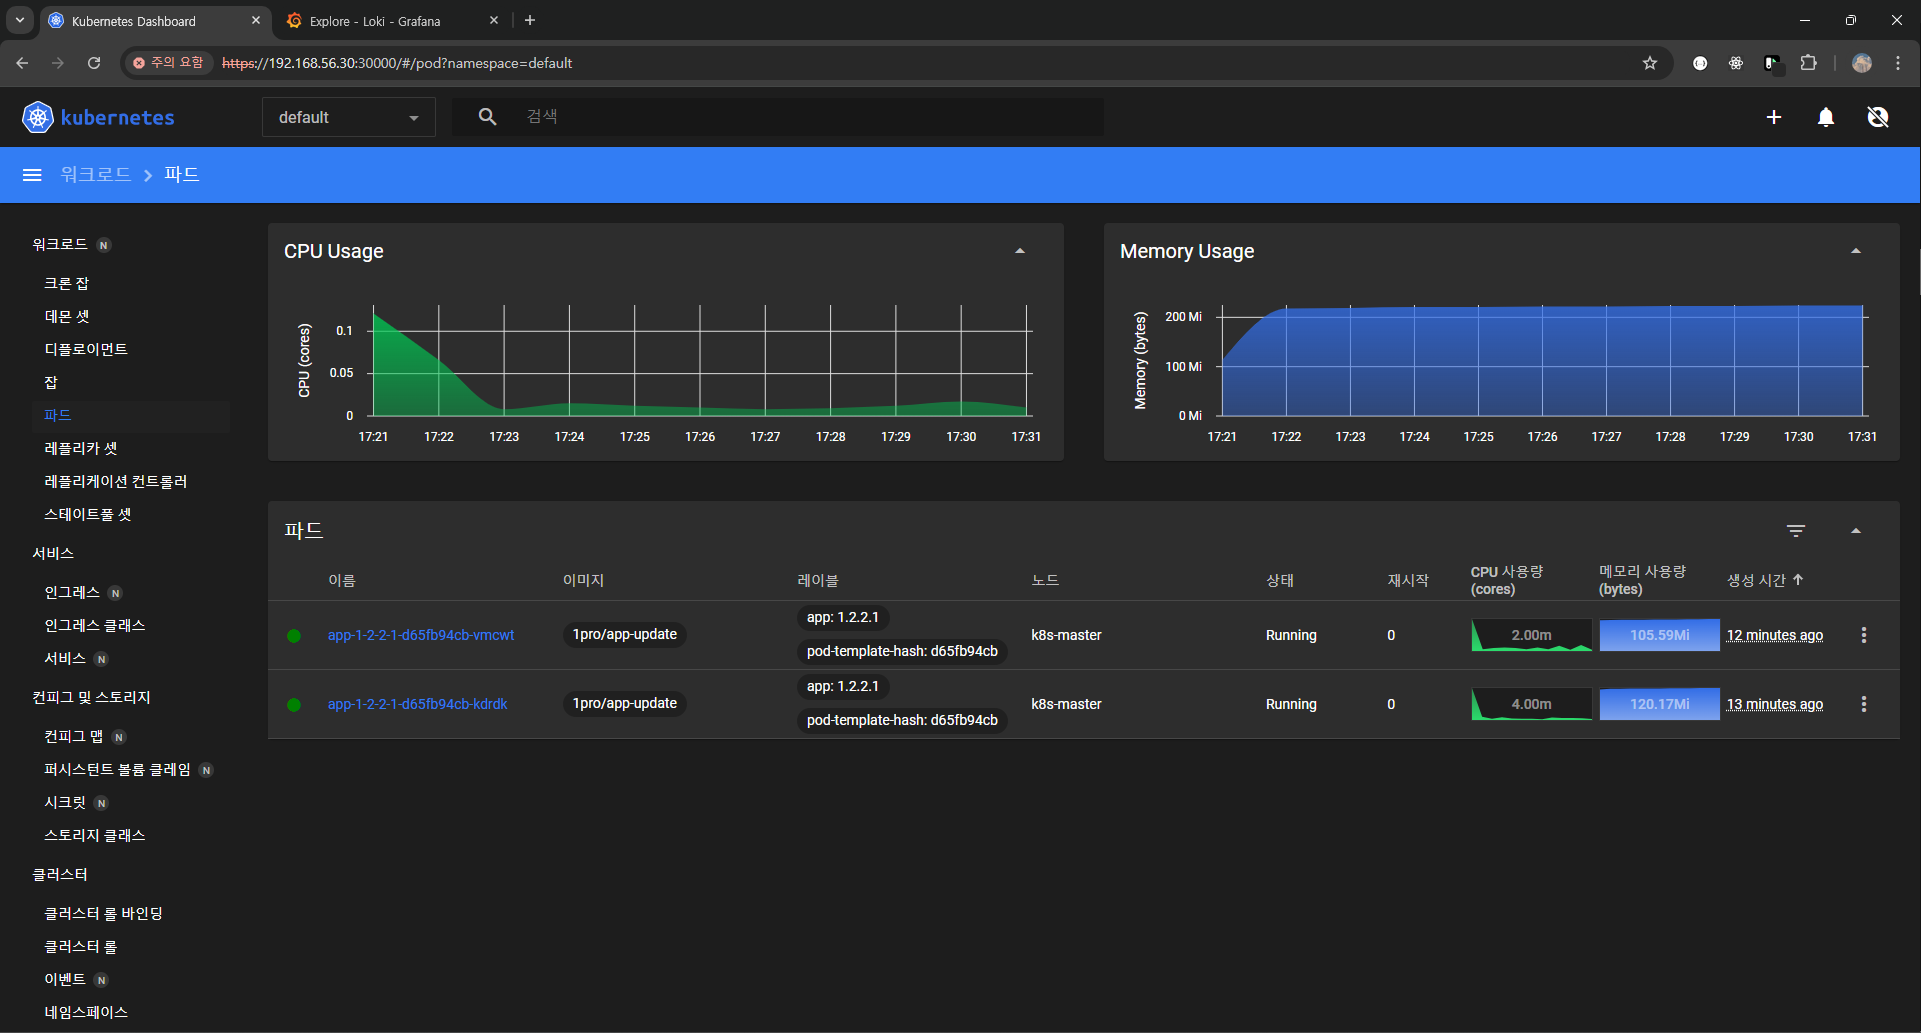 Kubernetes Dashboard
Explore - Loki - Grafana
주의 요함
https://192.168.56.30:30000/#/pod?namespace=default
kubernetes
default
검색
워크로드 > 파드
워크로드 N
크론 잡
데몬 셋
디플로이먼트
잡
파드
레플리카 셋
레플리케이션 컨트롤러
스테이트풀 셋
서비스
인그레스 N
인그레스 클래스
서비스 N
컨피그 및 스토리지
컨피그 맵 N
퍼시스턴트 볼륨 클레임 N
시크릿 N
스토리지 클래스
클러스터
클러스터 롤 바인딩
클러스터 롤
이벤트 N
네임스페이스
CPU Usage
CPU (cores)
0.1
0.05
0
17:21 17:22 17:23 17:24 17:25 17:26 17:27 17:28 17:29 17:30 17:31
Memory Usage
Memory (bytes)
200 Mi
100 Mi
0 Mi
17:21 17:22 17:23 17:24 17:25 17:26 17:27 17:28 17:29 17:30 17:31
파드
이름 이미지 레이블 노드 상태 재시작 CPU 사용량 (cores) 메모리 사용량 (bytes) 생성 시간
app-1-2-2-1-d65fb94cb-vmcwt 1pro/app-update app: 1.2.2.1 pod-template-hash: d65fb94cb k8s-master Running 0 2.00m 105.59Mi 12 minutes ago
app-1-2-2-1-d65fb94cb-kdrdk 1pro/app-update app: 1.2.2.1 pod-template-hash: d65fb94cb k8s-master Running 0 4.00m 120.17Mi 13 minutes ago